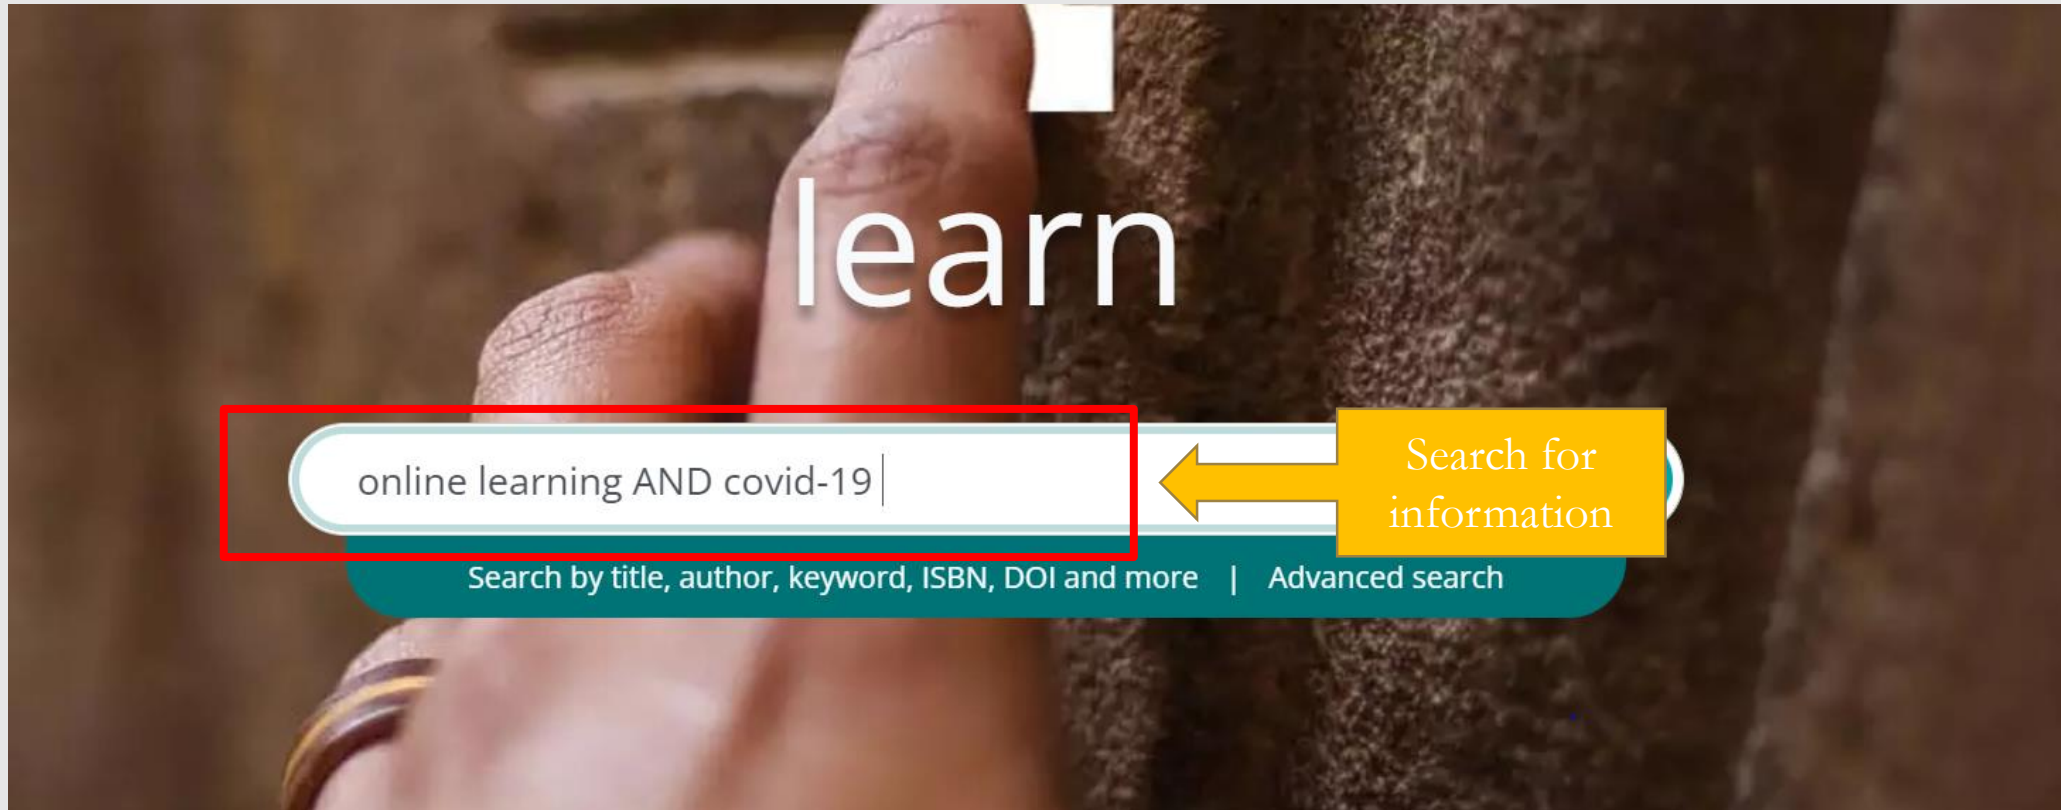 learn
online learning AND covid-19
Search for
information
Search by title, author, keyword, ISBN, DOI and more | Advanced search